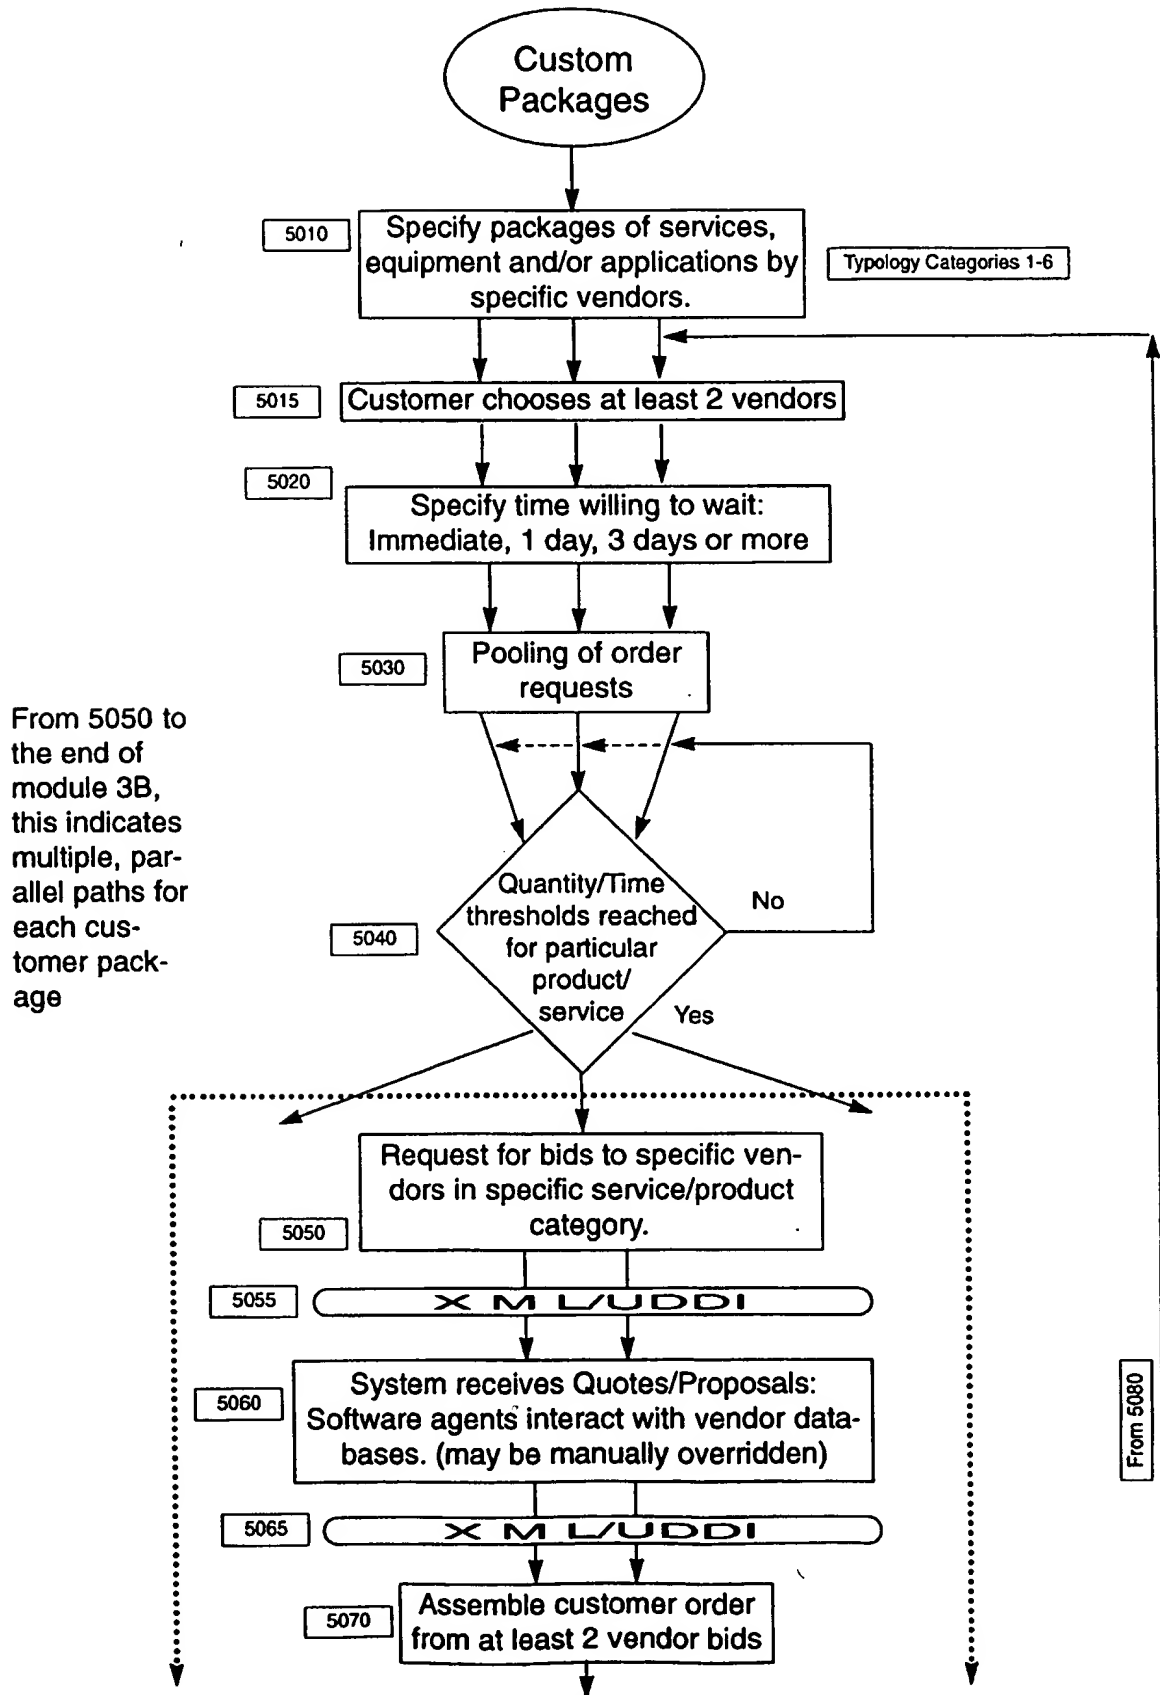 Custom
Packages
5010
Specify packages of services,
equipment and/or applications by
specific vendors.
Typology Categories 1-6
5015
Customer chooses at least 2 vendors
5020
Specify time willing to wait:
Immediate, 1 day, 3 days or more
5030
Pooling of order
requests
From 5050 to
the end of
module 3B,
this indicates
multiple, par-
allel paths for
each cus-
tomer pack-
age
5040
Quantity/Time
thresholds reached
for particular
product/
service
No
Yes
Request for bids to specific ven-
dors in specific service/product
category.
5050
5055
X M L/UDDI
5060
System receives Quotes/Proposals:
Software agents interact with vendor data-
bases. (may be manually overridden)
From 5080
5065
X M L/UDDI
5070
Assemble customer order
from at least 2 vendor bids